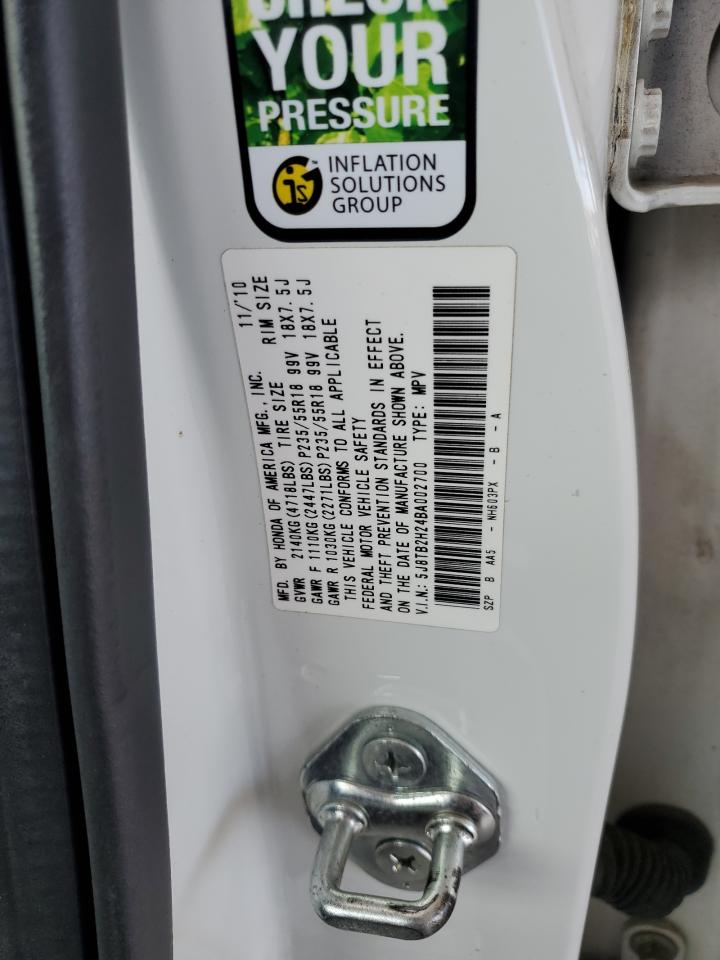 CHECK
YOUR
PRESSURE
is
INFLATION
SOLUTIONS
GROUP
MFD. BY HONDA OF AMERICA MFG., INC. 11/'10
GVWR 2140KG(4718LBS) TIRE SIZE RIM SIZE
GAWR F 1110KG(2447LBS)P235/55R18 99V 18X7.5J
GAWR R 1030KG(2271LBS)P235/55R18 99V 18X7.5J
THIS VEHICLE CONFORMS TO ALL APPLICABLE
FEDERAL MOTOR VEHICLE SAFETY
AND THEFT PREVENTION STANDARDS IN EFFECT
ON THE DATE OF MANUFACTURE SHOWN ABOVE.
V.I.N.: 5J8TB2H24BA002700 TYPE: MPV
SZP B AA5 - NH603PX - B - A